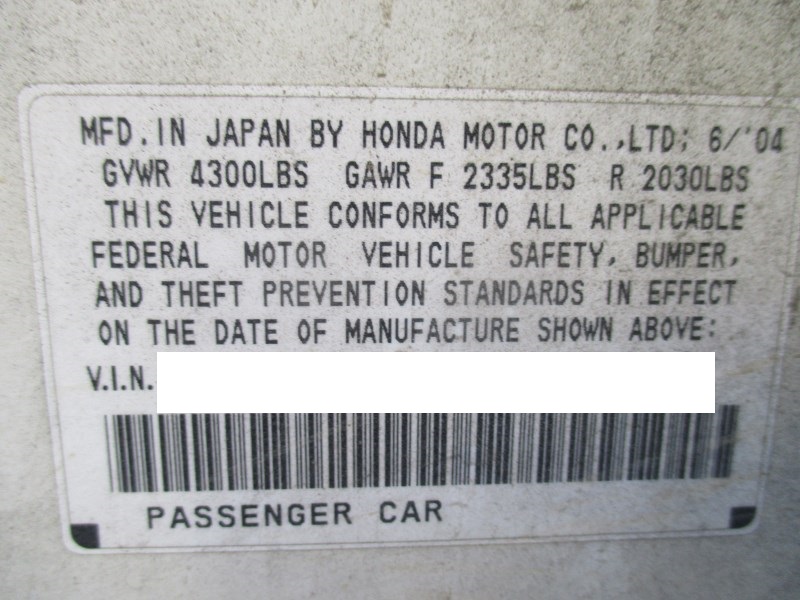 MFD. IN JAPAN BY HONDA MOTOR CO.,LTD; 6/'04
GVWR 4300LBS GAWR F 2335LBS R 2030LBS
THIS VEHICLE CONFORMS TO ALL APPLICABLE
FEDERAL MOTOR VEHICLE SAFETY, BUMPER,
AND THEFT PREVENTION STANDARDS IN EFFECT
ON THE DATE OF MANUFACTURE SHOWN ABOVE:
V.I.N.
PASSENGER CAR